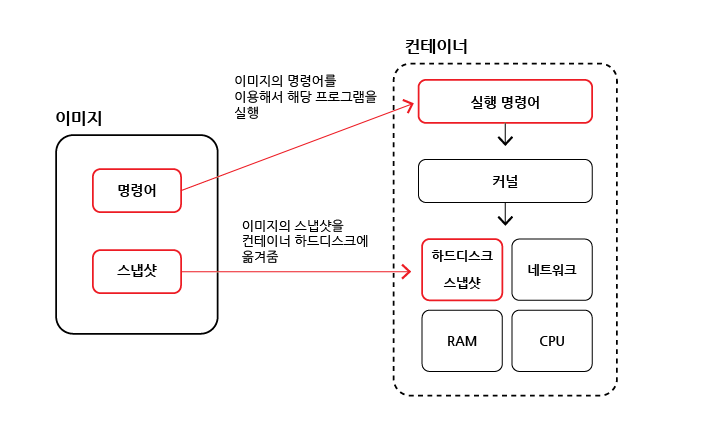 컨테이너
이미지의 명령어를
이용해서 해당 프로그램을
실행
실행 명령어
이미지
명령어
커널
이미지의 스냅샷을
컨테이너 하드디스크에
옮겨줌
스냅샷
하드디스크
스냅샷
네트워크
RAM
CPU